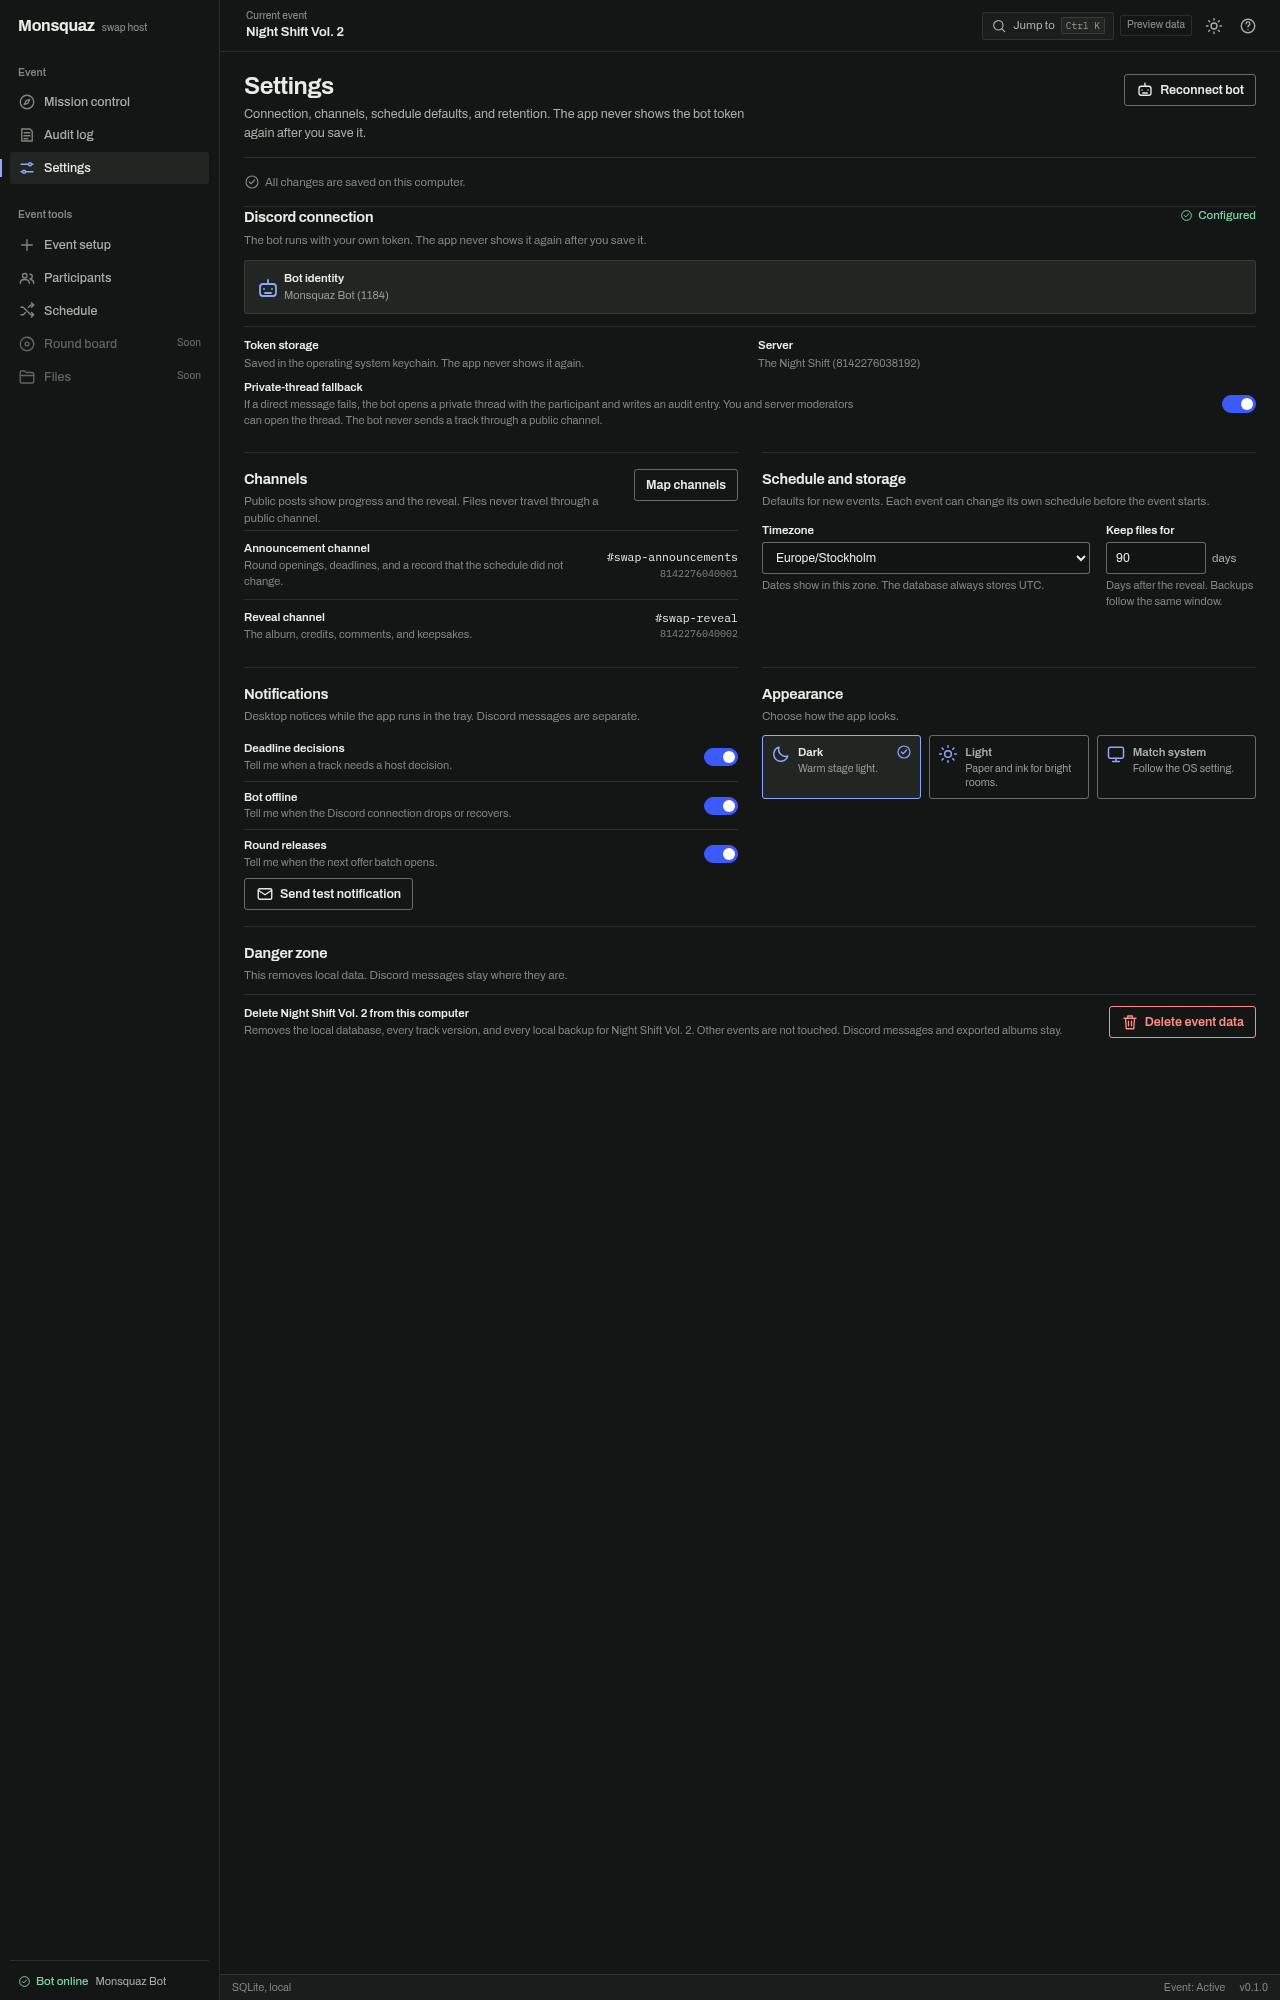 Monsquaz swap host
Event
Mission control
Audit log
Settings
Event tools
Event setup
Participants
Schedule
Round board Soon
Files Soon
Bot online Monsquaz Bot
Current event
Night Shift Vol. 2
Jump to Ctrl K
Preview data
Settings
Reconnect bot
Connection, channels, schedule defaults, and retention. The app never shows the bot token
again after you save it.
All changes are saved on this computer.
Discord connection
Configured
The bot runs with your own token. The app never shows it again after you save it.
Bot identity
Monsquaz Bot (1184)
Token storage
Saved in the operating system keychain. The app never shows it again.
Server
The Night Shift (8142276038192)
Private-thread fallback
If a direct message fails, the bot opens a private thread with the participant and writes an audit entry. You and server moderators
can open the thread. The bot never sends a track through a public channel.
Channels
Public posts show progress and the reveal. Files never travel through a
public channel.
Map channels
Announcement channel
Round openings, deadlines, and a record that the schedule did not
change.
#swap-announcements
8142276040001
Reveal channel
The album, credits, comments, and keepsakes.
#swap-reveal
8142276040002
Schedule and storage
Defaults for new events. Each event can change its own schedule before the event starts.
Timezone
Europe/Stockholm
Dates show in this zone. The database always stores UTC.
Keep files for
90 days
Days after the reveal. Backups
follow the same window.
Notifications
Desktop notices while the app runs in the tray. Discord messages are separate.
Deadline decisions
Tell me when a track needs a host decision.
Bot offline
Tell me when the Discord connection drops or recovers.
Round releases
Tell me when the next offer batch opens.
Send test notification
Appearance
Choose how the app looks.
Dark
Warm stage light.
Light
Paper and ink for bright
rooms.
Match system
Follow the OS setting.
Danger zone
This removes local data. Discord messages stay where they are.
Delete Night Shift Vol. 2 from this computer
Removes the local database, every track version, and every local backup for Night Shift Vol. 2. Other events are not touched. Discord messages and exported albums stay.
Delete event data
SQLite, local
Event: Active v0.1.0